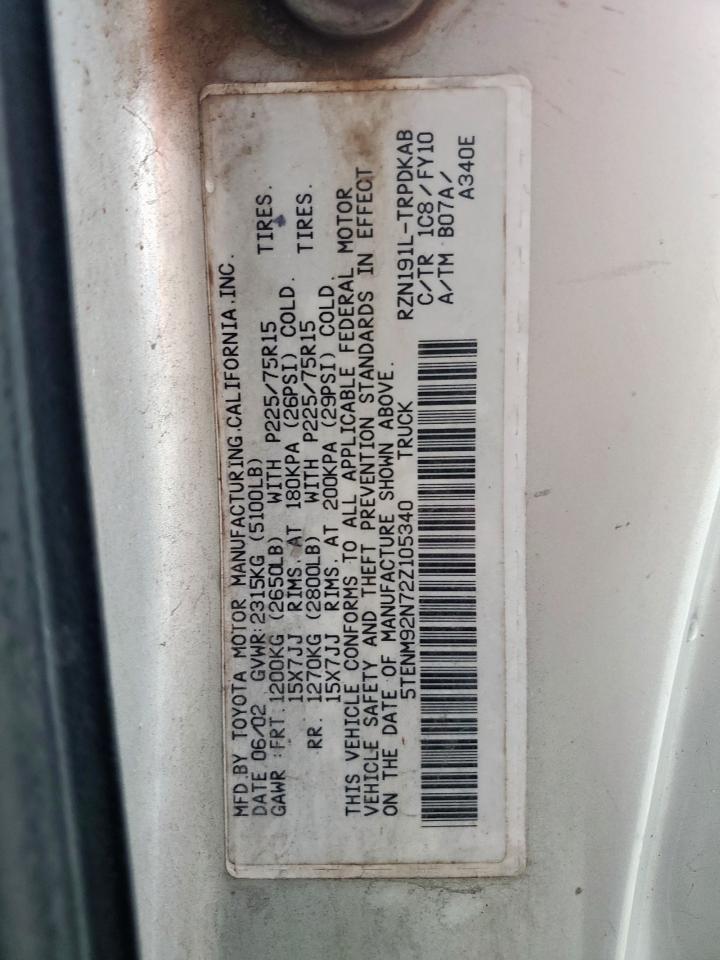 MFD.BY TOYOTA MOTOR MANUFACTURING.CALIFORNIA.INC.
DATE 06/02 GVWR:2315KG (5100LB)
GAWR :FRT.1200KG (2650LB) WITH P225/75R15 TIRES.
15X7JJ RIMS. AT 180KPA (26PSI) COLD.
RR. 1270KG (2800LB) WITH P225/75R15 TIRES.
15X7JJ RIMS. AT 200KPA (29PSI) COLD.
THIS VEHICLE CONFORMS TO ALL APPLICABLE FEDERAL MOTOR
VEHICLE SAFETY AND THEFT PREVENTION STANDARDS IN EFFECT
ON THE DATE OF MANUFACTURE SHOWN ABOVE.
5TENM92N72Z105340 TRUCK
RZN191L-TRPDKAB
C/TR 1C8/FY10
A/TM B07A/
A340E